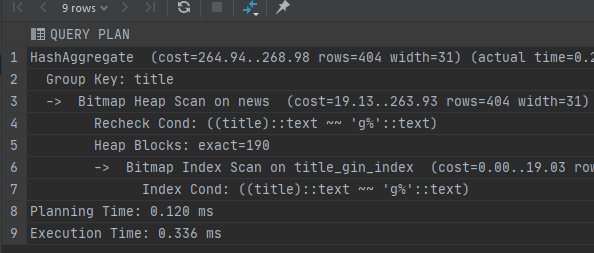 9 rows
QUERY PLAN
1 HashAggregate (cost=264.94..268.98 rows=404 width=31) (actual time=0.2
2 Group Key: title
3 -> Bitmap Heap Scan on news (cost=19.13..263.93 rows=404 width=31)
4 Recheck Cond: ((title)::text ~~ 'g%'::text)
5 Heap Blocks: exact=190
6 -> Bitmap Index Scan on title_gin_index (cost=0.00..19.03 row
7 Index Cond: ((title)::text ~~ 'g%'::text)
8 Planning Time: 0.120 ms
9 Execution Time: 0.336 ms